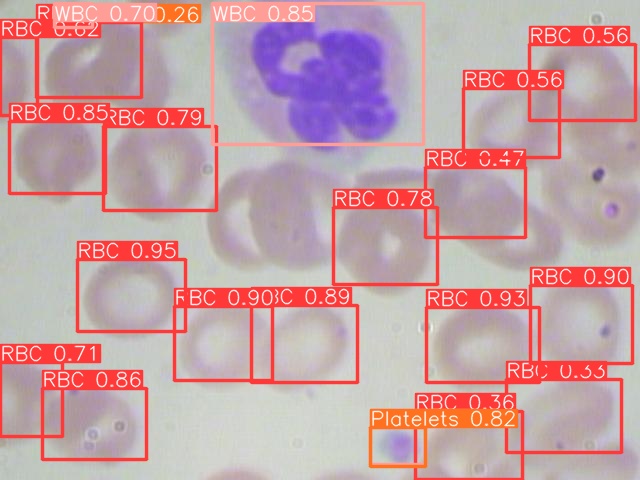 WBC 0.70
0.26
WBC 0.85
0.62
RBC 0.56
RBC 0.56
RBC 0.85
RBC 0.79
RBC 0.47
RBC 0.78
RBC 0.95
RBC 0.90
RBC 0.89
RBC 0.93
RBC 0.90
RBC 0.71
RBC 0.86
RBC 0.33
RBC 0.36
Platelets 0.82